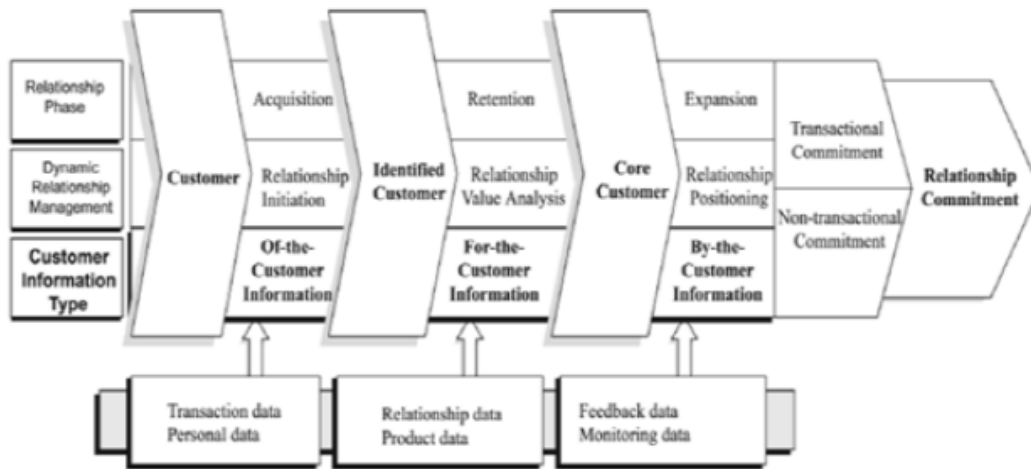 Relationship
Phase
Acquisition
Retention
Expansion
Dynamic
Relationship
Management
Customer
Relationship
Initiation
Identified
Customer
Relationship
Value Analysis
Core
Customer
Relationship
Positioning
Transactional
Commitment
Non-transactional
Commitment
Relationship
Commitment
Customer
Information
Type
Of-the-
Customer
Information
For-the-
Customer
Information
By-the-
Customer
Information
Transaction data
Personal data
Relationship data
Product data
Feedback data
Monitoring data